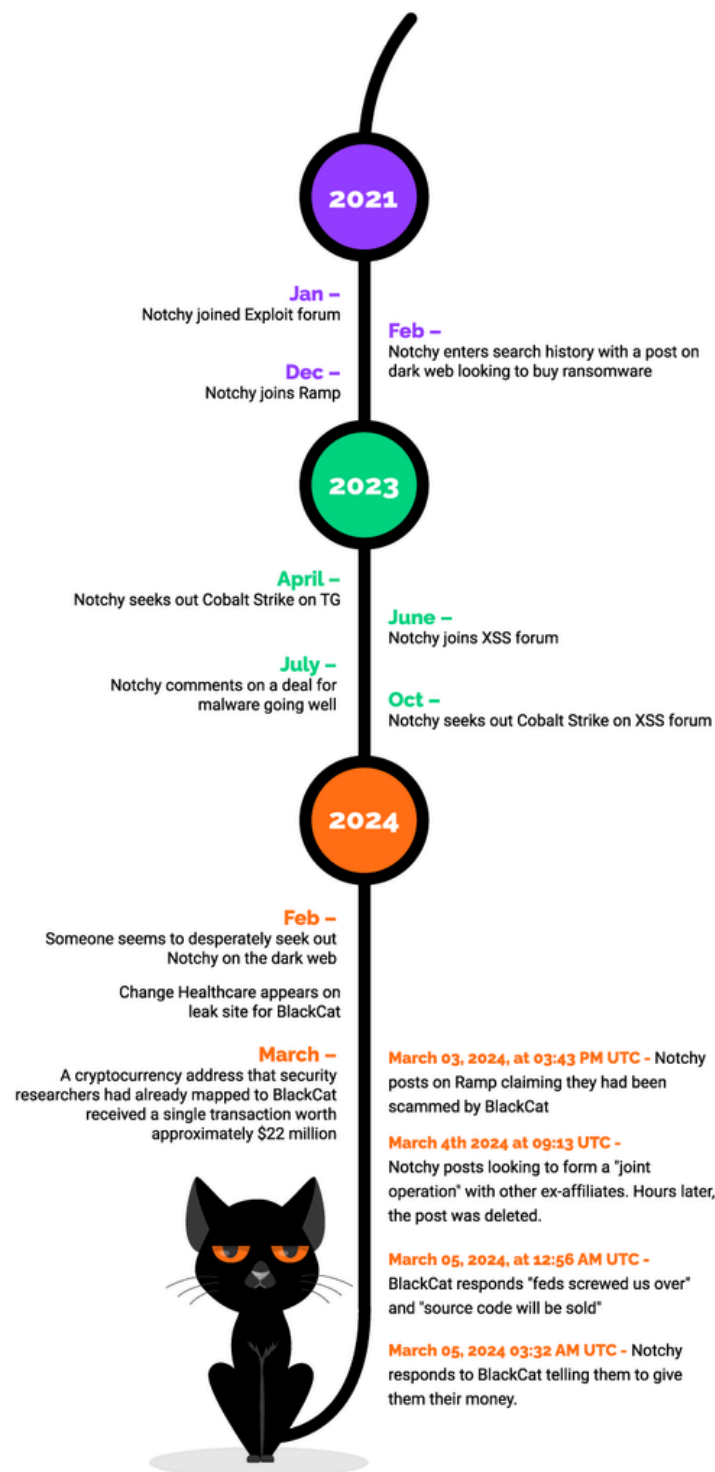 2021
Jan –
Notchy joined Exploit forum
Feb –
Notchy enters search history with a post on
dark web looking to buy ransomware
Dec –
Notchy joins Ramp
2023
April –
Notchy seeks out Cobalt Strike on TG
June –
Notchy joins XSS forum
July –
Notchy comments on a deal for
malware going well
Oct –
Notchy seeks out Cobalt Strike on XSS forum
2024
Feb –
Someone seems to desperately seek out
Notchy on the dark web
Change Healthcare appears on
leak site for BlackCat
March –
A cryptocurrency address that security
researchers had already mapped to BlackCat
received a single transaction worth
approximately $22 million
March 03, 2024, at 03:43 PM UTC - Notchy
posts on Ramp claiming they had been
scammed by BlackCat
March 4th 2024 at 09:13 UTC -
Notchy posts looking to form a "joint
operation" with other ex-affiliates. Hours later,
the post was deleted.
March 05, 2024, at 12:56 AM UTC -
BlackCat responds "feds screwed us over"
and "source code will be sold"
March 05, 2024 03:32 AM UTC - Notchy
responds to BlackCat telling them to give
them their money.